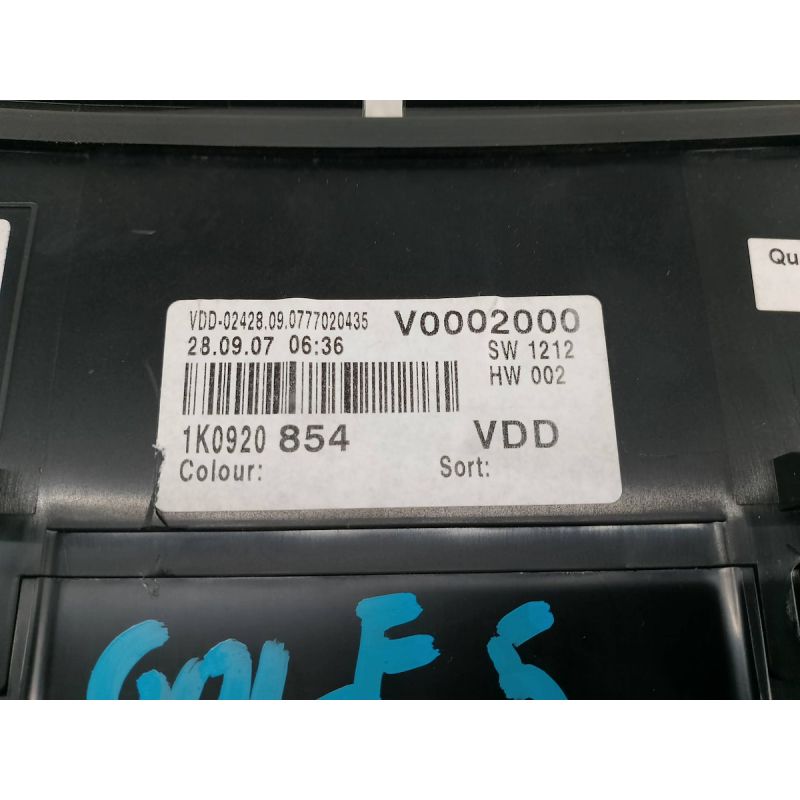 VDD-02428.09.0777020435 V0002000
28.09.07 06:36 SW 1212
HW 002
1K0920 854 VDD
Colour: Sort:
Qu
GOLF 5